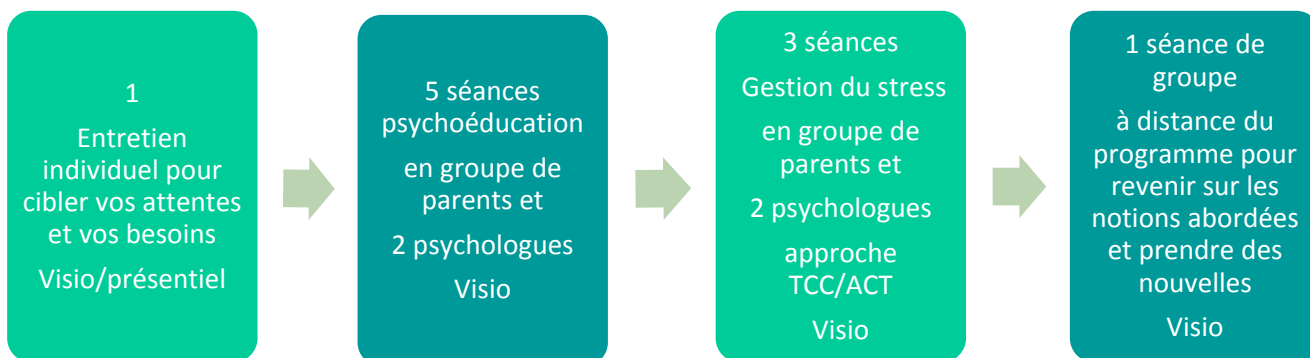 1
Entretien
individuel pour
cibler vos attentes
et vos besoins
Visio/présentiel
5 séances
psychoéducation
en groupe de
parents et
2 psychologues
Visio
3 séances
Gestion du stress
en groupe de
parents et
2 psychologues
approche
TCC/ACT
Visio
1 séance de
groupe
à distance du
programme pour
revenir sur les
notions abordées
et prendre des
nouvelles
Visio